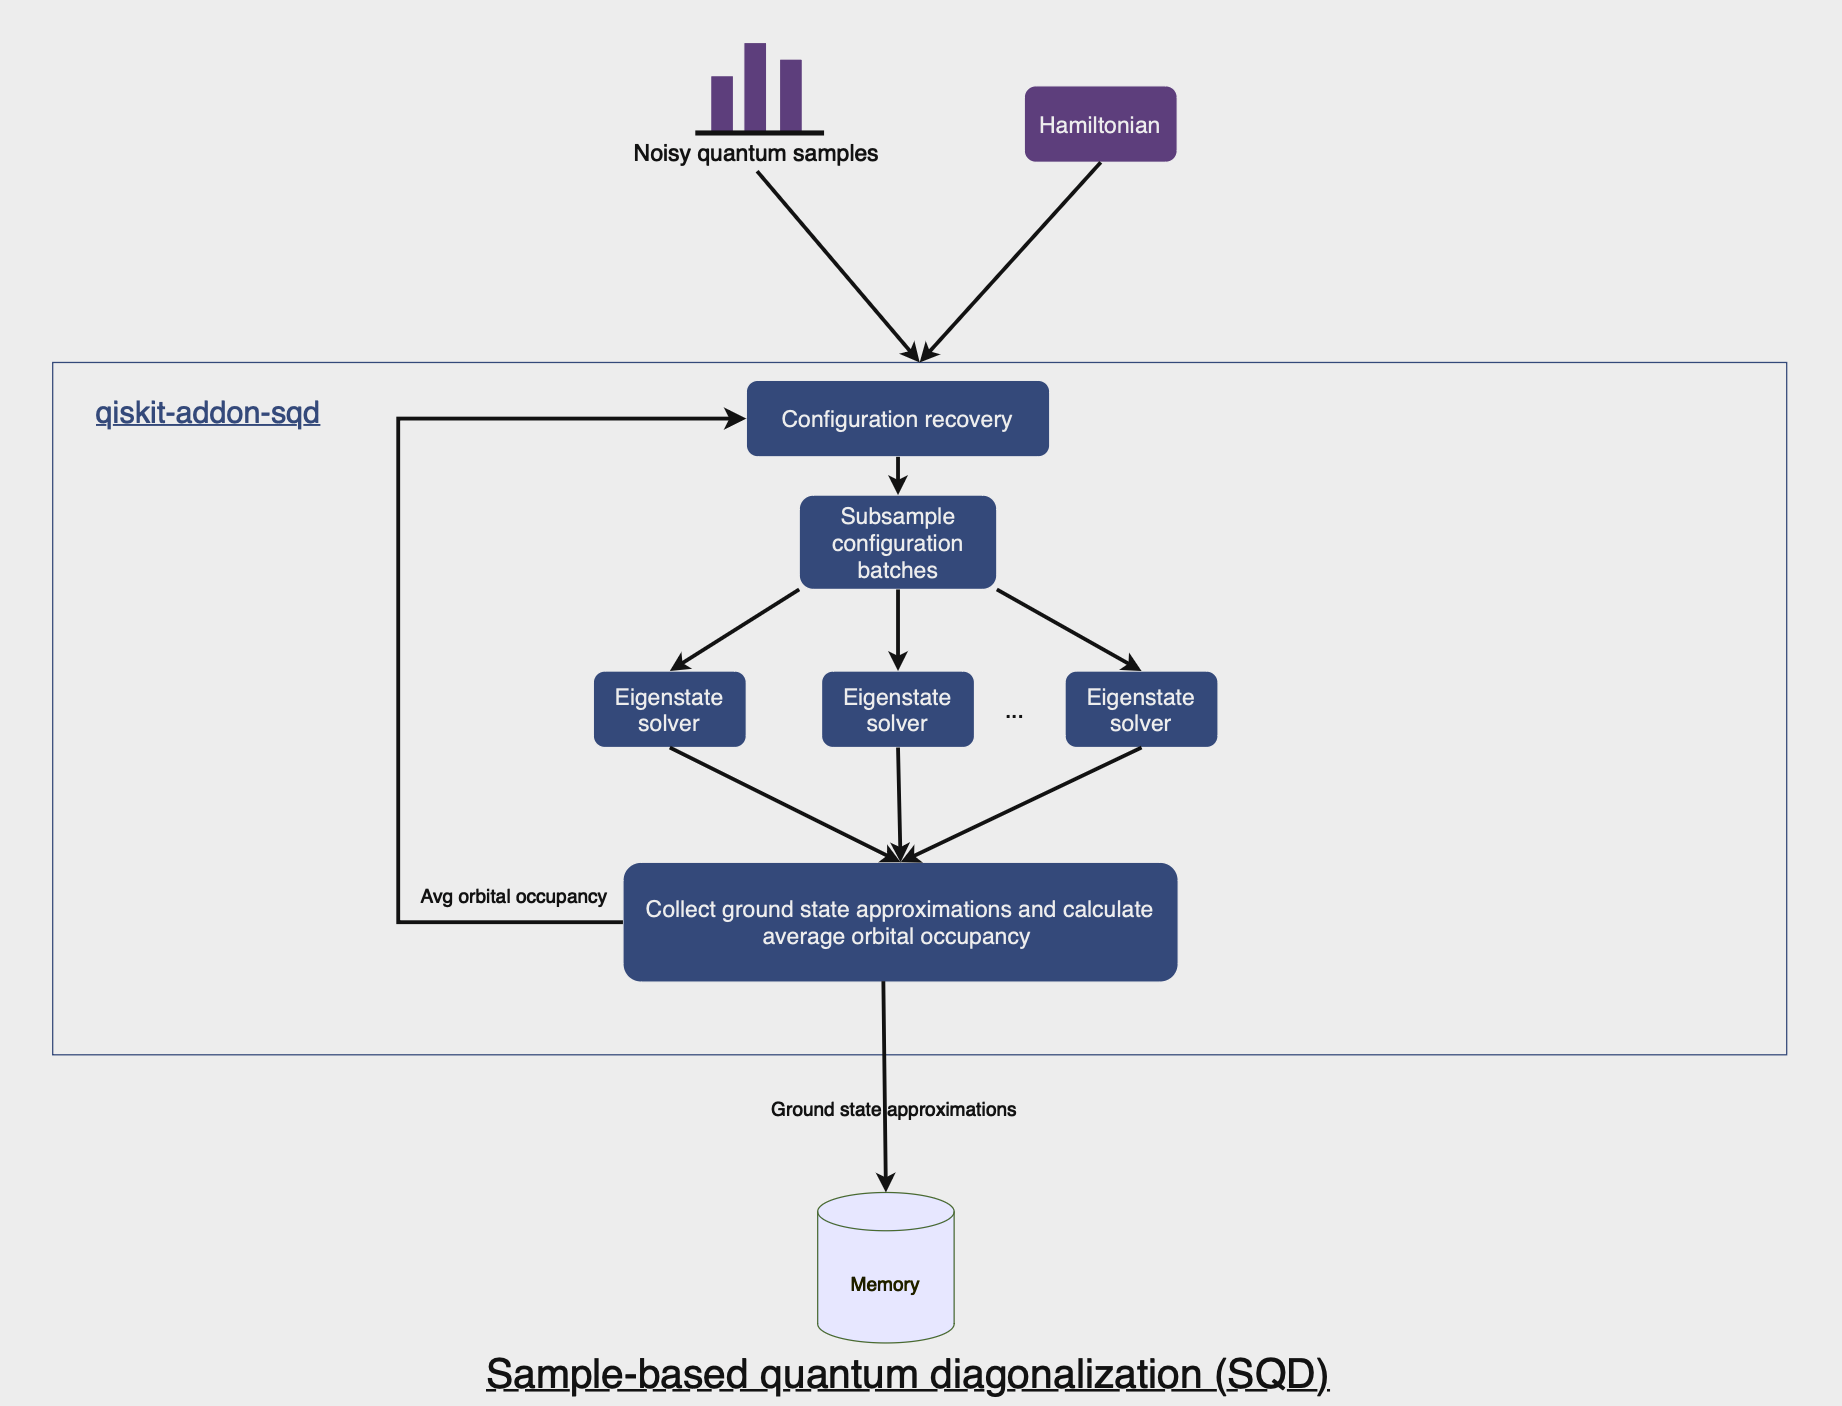 Noisy quantum samples
Hamiltonian
qiskit-addon-sqd
Configuration recovery
Subsample
configuration
batches
Eigenstate
solver
Eigenstate
solver
...
Eigenstate
solver
Avg orbital occupancy
Collect ground state approximations and calculate
average orbital occupancy
Ground state approximations
Memory
Sample-based quantum diagonalization (SQD)